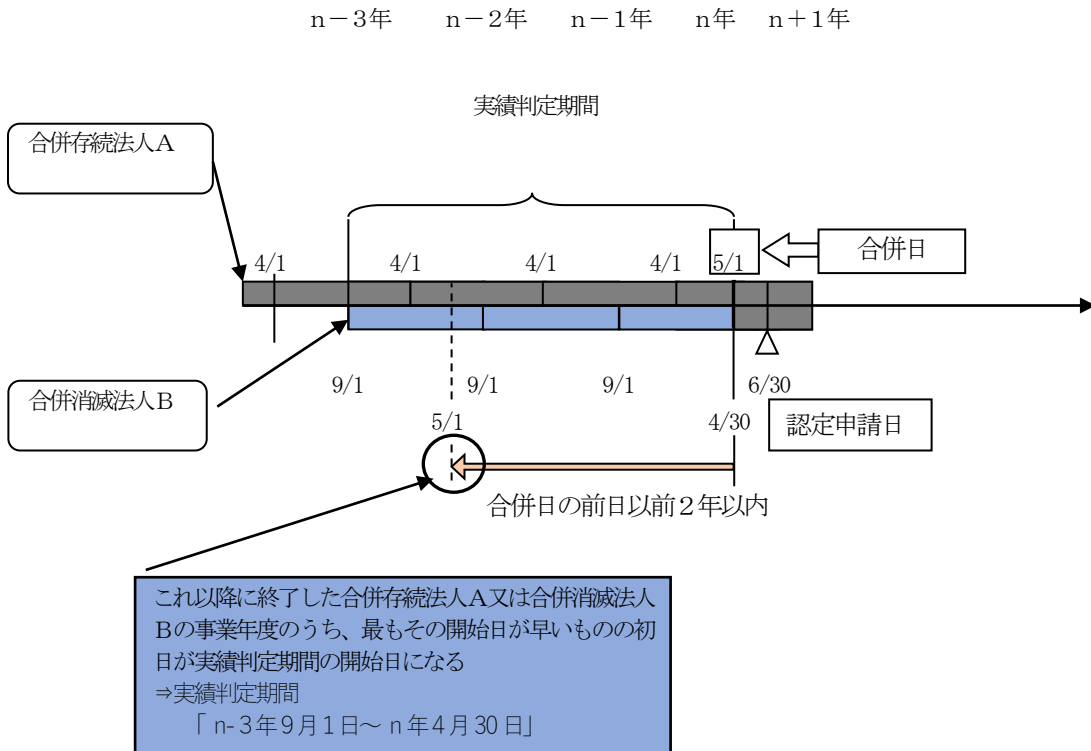 ｎ－３年　ｎ－２年　ｎ－１年　ｎ年　ｎ＋１年
実績判定期間
合併存続法人Ａ
合併日
4/1 4/1 4/1 4/1 5/1
合併消滅法人Ｂ
9/1 9/1 9/1 6/30
5/1 4/30
認定申請日
合併日の前日以前２年以内
これ以降に終了した合併存続法人Ａ又は合併消滅法人
Ｂの事業年度のうち、最もその開始日が早いものの初
日が実績判定期間の開始日になる
⇒実績判定期間
「 n-３年９月１日～ n 年４月 30 日」